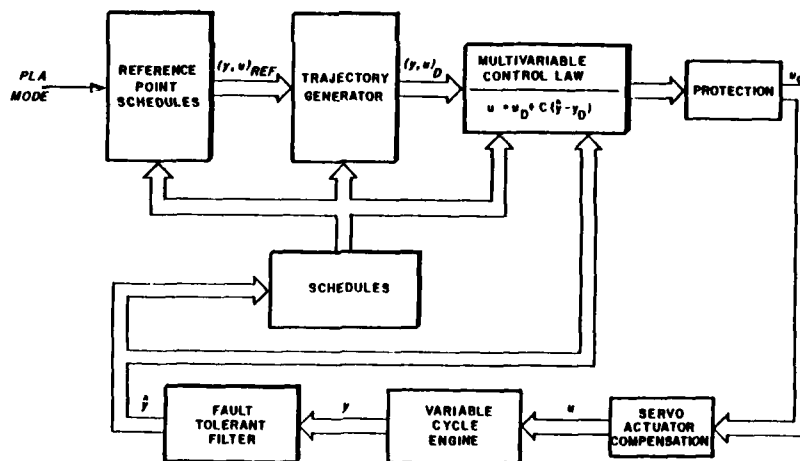 PLA
MODE
REFERENCE
POINT
SCHEDULES
(y, u)REF.
TRAJECTORY
GENERATOR
(y, u)D
MULTIVARIABLE
CONTROL LAW
u = uD + C(ŷ - yD)
PROTECTION
SCHEDULES
ŷ
FAULT
TOLERANT
FILTER
y
VARIABLE
CYCLE
ENGINE
u
SERVO
ACTUATOR
COMPENSATION